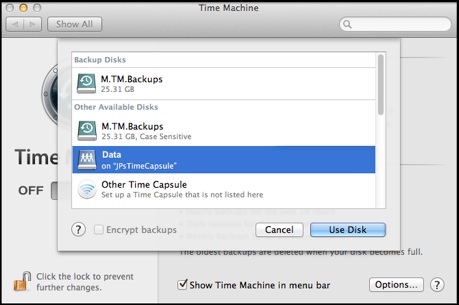 Time Machine
Show All
Backup Disks
M.TM.Backups
25.31 GB
Other Available Disks
M.TM.Backups
25.31 GB, Case Sensitive
Data
on "JPsTimeCapsule"
Other Time Capsule
Set up a Time Capsule that is not listed here
Time
OFF
? Encrypt backups Cancel Use Disk
The oldest backups are deleted when your disk becomes full.
Click the lock to prevent
further changes.
Show Time Machine in menu bar Options... ?